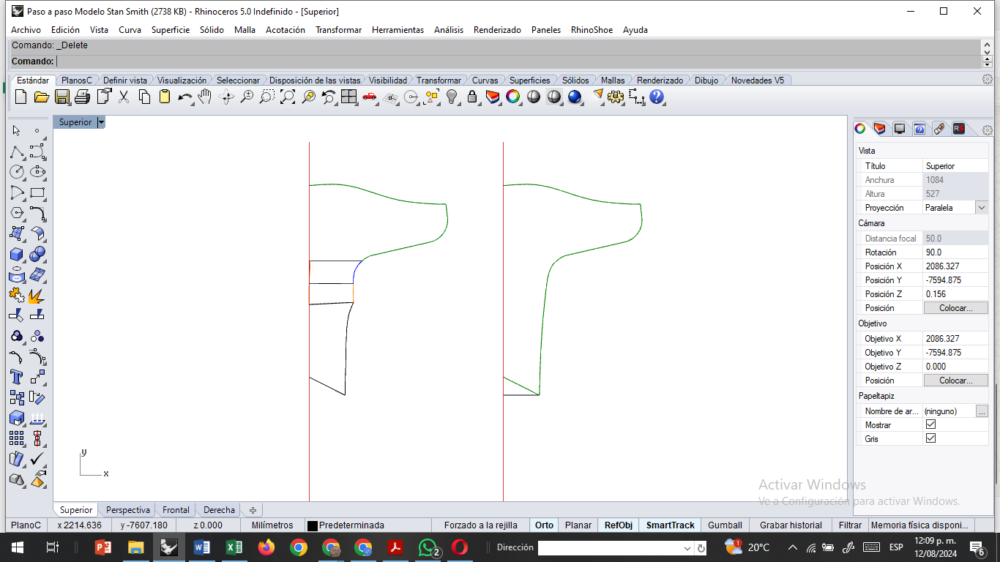 Paso a paso Modelo Stan Smith (2738 KB) - Rhinoceros 5.0 Indefinido - [Superior]
Archivo Edición Vista Curva Superficie Sólido Malla Acotación Transformar Herramientas Análisis Renderizado Paneles RhinoShoe Ayuda
Comando: _Delete
Comando:
Estándar PlanosC Definir vista Visualización Seleccionar Disposición de las vistas Visibilidad Transformar Curvas Superficies Sólidos Mallas Renderizado Dibujo Novedades V5
Superior
RS
Vista
Título Superior
Anchura 1084
Altura 527
Proyección Paralela
Cámara
Distancia focal 50.0
Rotación 90.0
Posición X 2086.327
Posición Y -7594.875
Posición Z 0.156
Posición Colocar...
Objetivo
Objetivo X 2086.327
Objetivo Y -7594.875
Objetivo Z 0.000
Posición Colocar...
Papeltapiz
Nombre de ar... (ninguno) ...
Mostrar
Gris
y
x
Activar Windows
Ve a Configuración para activar Windows.
Superior Perspectiva Frontal Derecha
PlanoC x 2214.636 y -7607.180 z 0.000 Milímetros Predeterminada Forzado a la rejilla Orto Planar RefObj SmartTrack Gumball Grabar historial Filtrar Memoria física disponi...
2 Dirección 1 20°C ESP 12:09 p. m.
12/08/2024 6